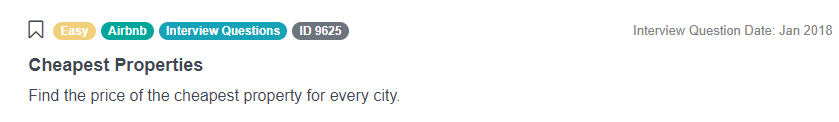 Easy Airbnb Interview Questions ID 9625 Interview Question Date: Jan 2018
Cheapest Properties
Find the price of the cheapest property for every city.